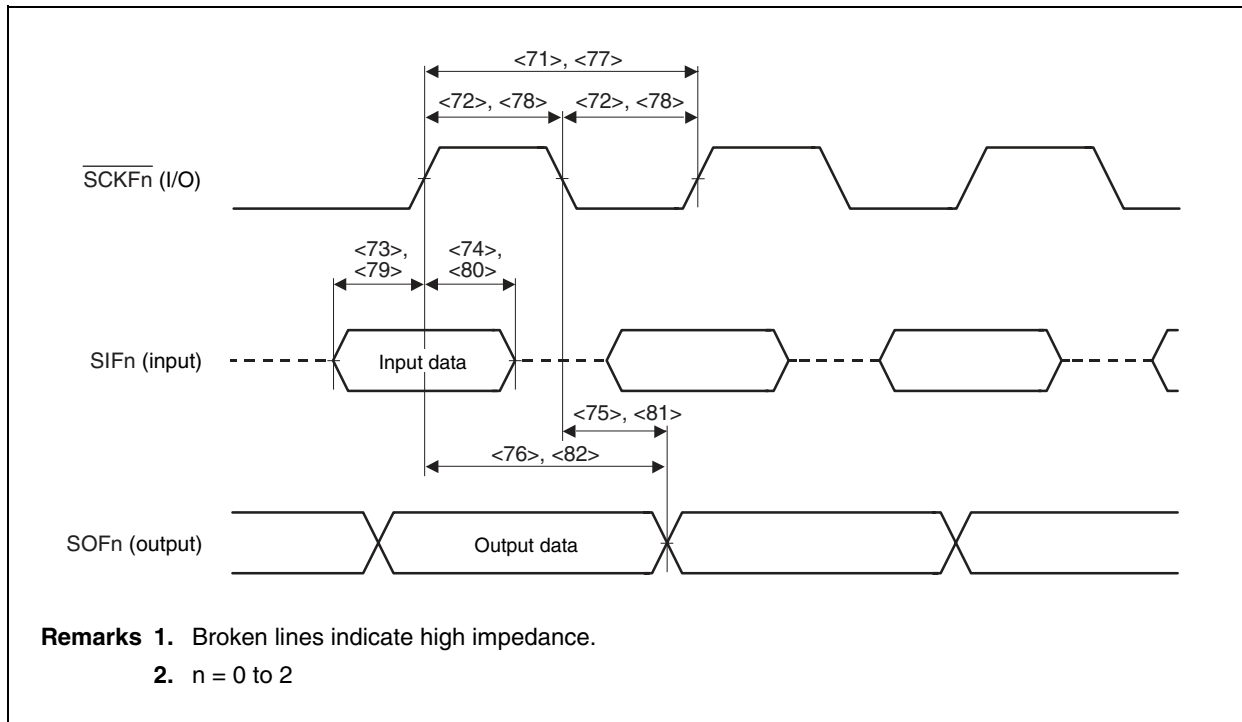 <71>, <77>
<72>, <78> <72>, <78>
SCKFn (I/O)
<73>, <79>
<74>, <80>
SIFn (input)
Input data
<75>, <81>
<76>, <82>
SOFn (output)
Output data
Remarks 1. Broken lines indicate high impedance.
2. n = 0 to 2